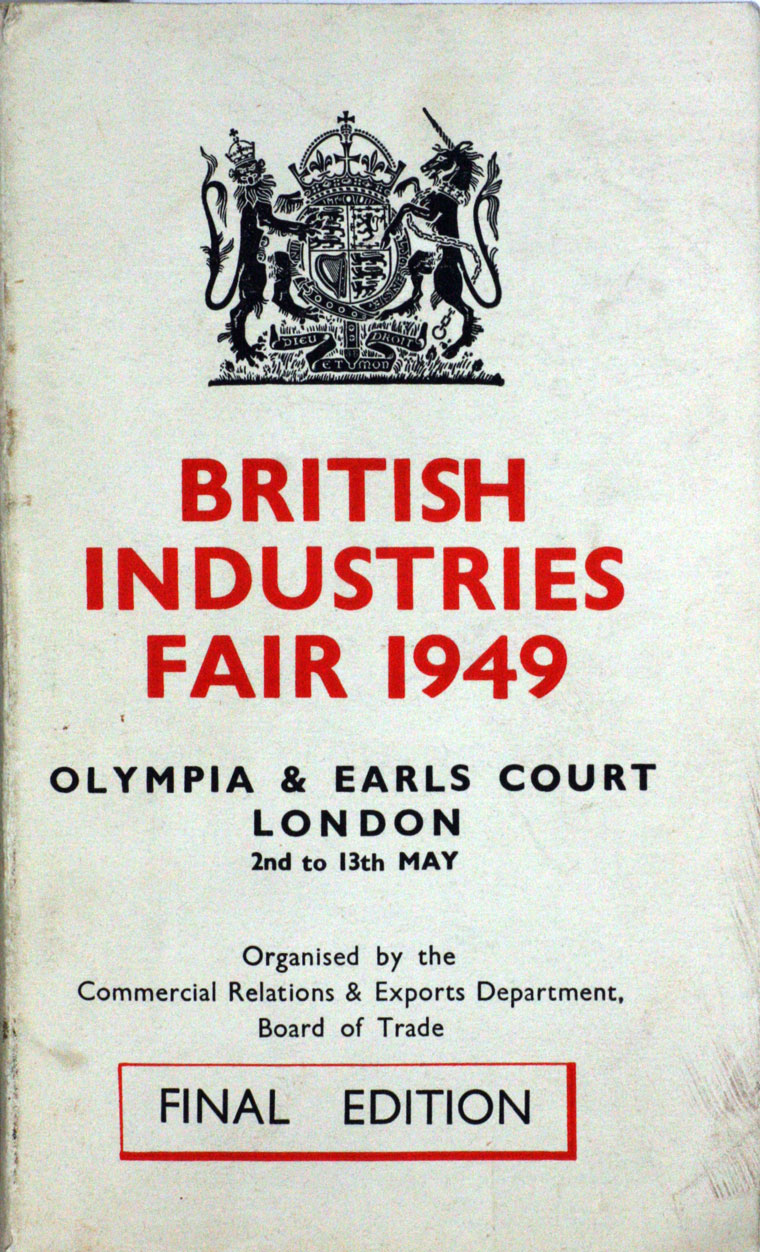 DIEU ET MON DROIT
BRITISH
INDUSTRIES
FAIR 1949
OLYMPIA & EARLS COURT
LONDON
2nd to 13th MAY
Organised by the
Commercial Relations & Exports Department,
Board of Trade
FINAL EDITION